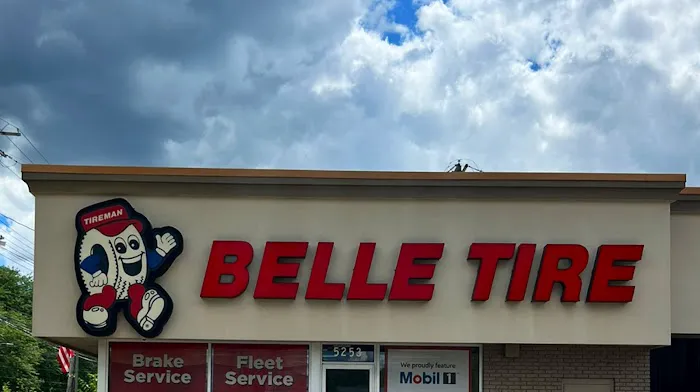 TIREMAN
BELLE TIRE
5253
Brake
Service
Fleet
Service
We proudly feature
Mobil 1